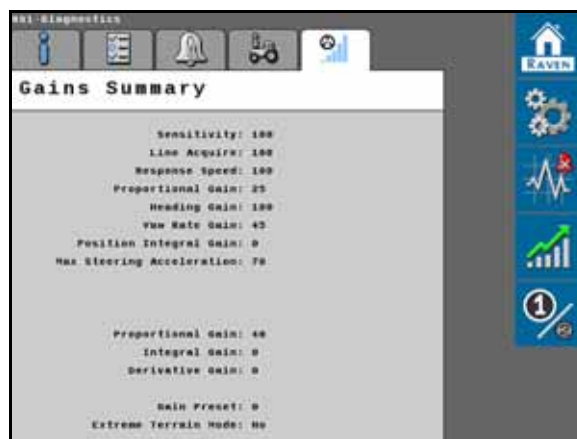 RS1-Diagnostics
RAVEN
Gains Summary
Sensitivity: 100
Line Acquire: 100
Response Speed: 100
Proportional Gain: 25
Heading Gain: 100
Yaw Rate Gain: 45
Position Integral Gain: 0
Max Steering Acceleration: 70
Proportional Gain: 40
Integral Gain: 0
Derivative Gain: 0
Gain Preset: 0
Extreme Terrain Mode: No
1